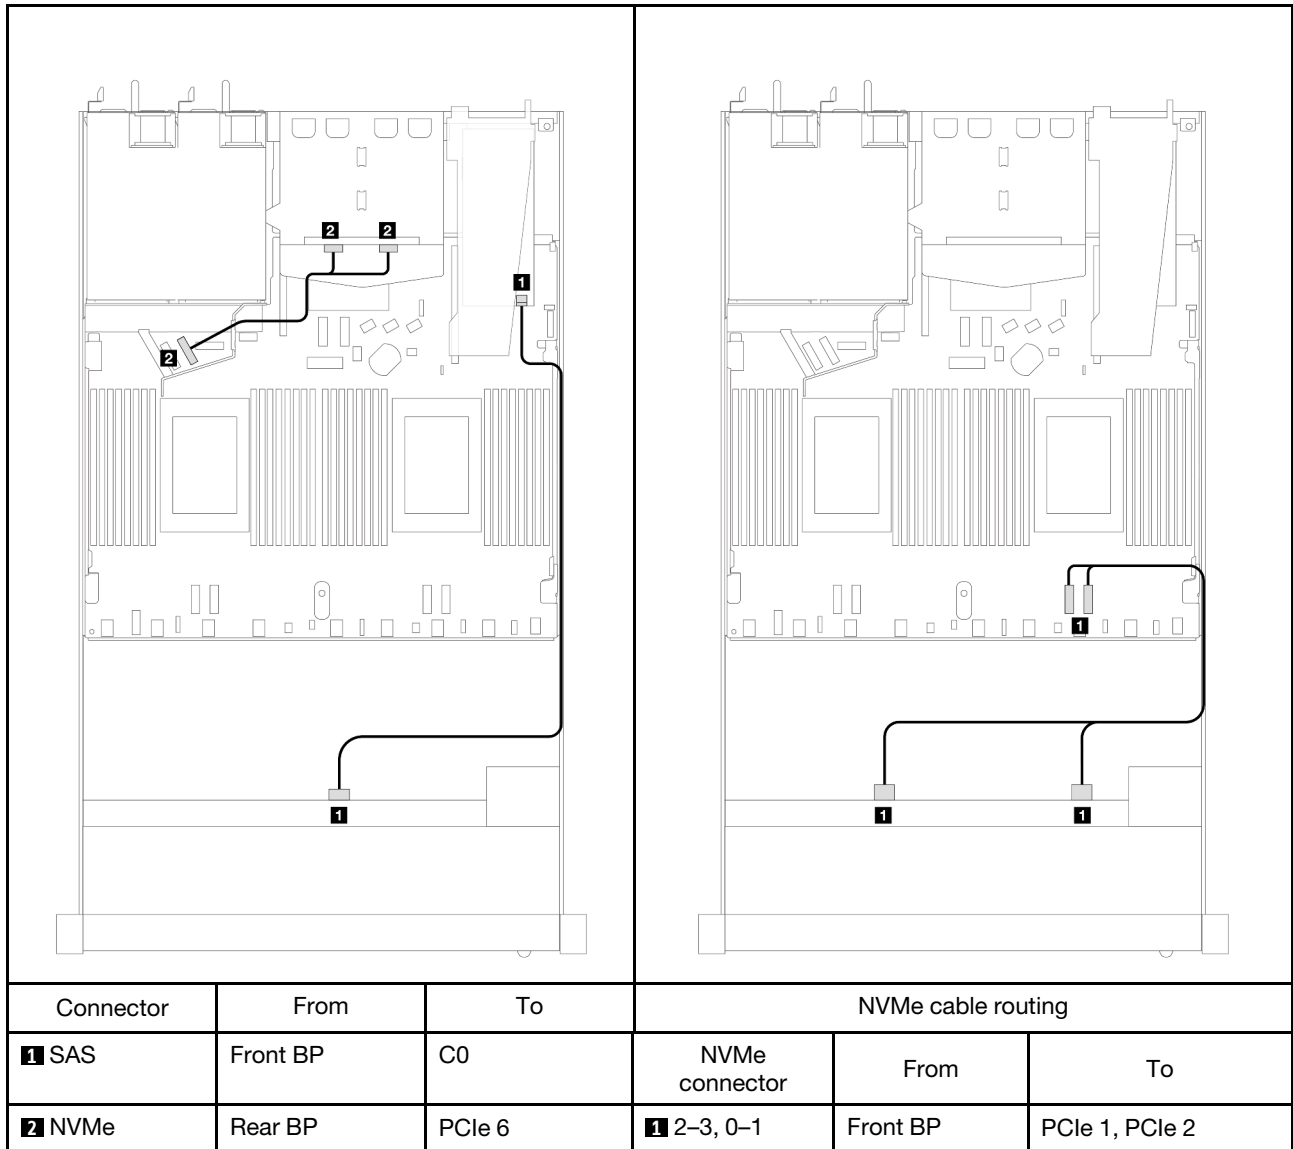 2 2
1
2
1
1
1 1
Connector From To NVMe cable routing
1 SAS Front BP C0 NVMe connector From To
2 NVMe Rear BP PCIe 6 1 2–3, 0–1 Front BP PCIe 1, PCIe 2